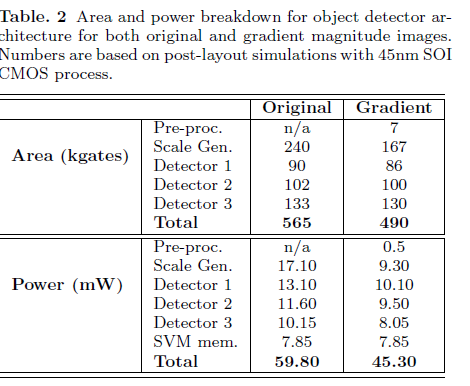 Table. 2 Area and power breakdown for object detector ar-
chitecture for both original and gradient magnitude images.
Numbers are based on post-layout simulations with 45nm SOI
CMOS process.
Original Gradient
Area (kgates)
Pre-proc. n/a 7
Scale Gen. 240 167
Detector 1 90 86
Detector 2 102 100
Detector 3 133 130
Total 565 490
Power (mW)
Pre-proc. n/a 0.5
Scale Gen. 17.10 9.30
Detector 1 13.10 10.10
Detector 2 11.60 9.50
Detector 3 10.15 8.05
SVM mem. 7.85 7.85
Total 59.80 45.30